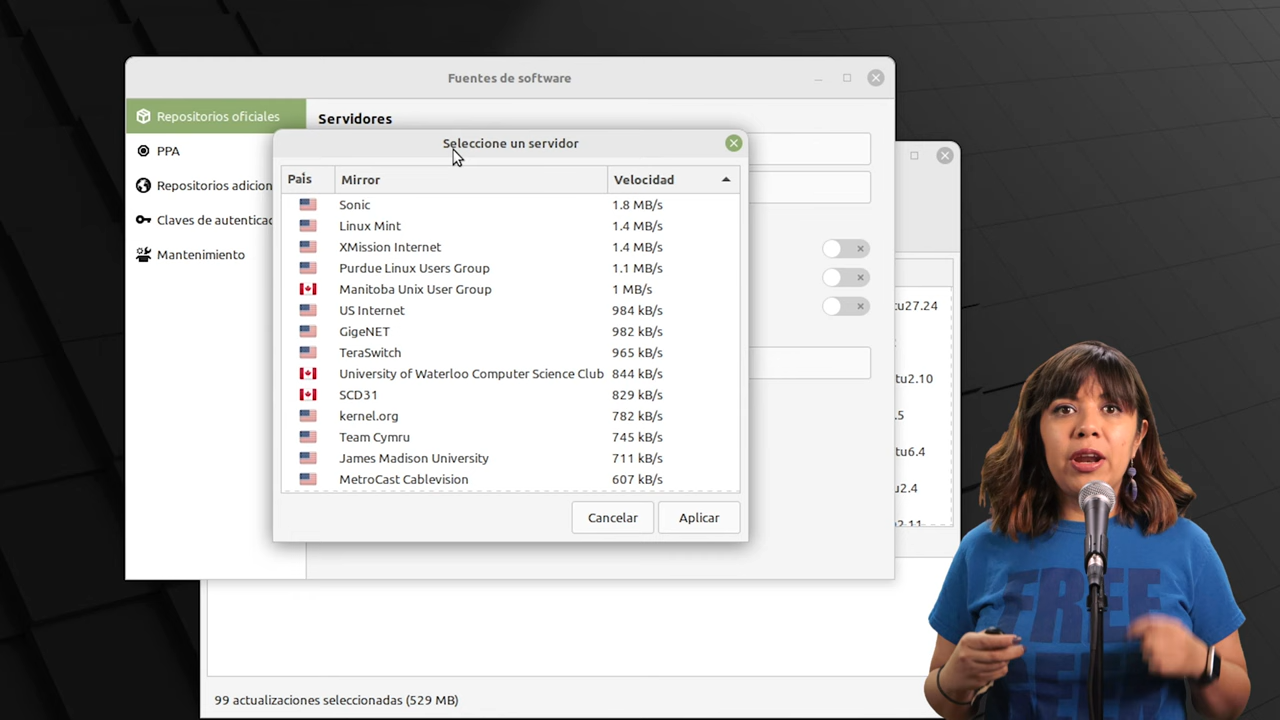 Fuentes de software
Repositorios oficiales
Servidores
PPA
Repositorios adicion
Claves de autenticac
Mantenimiento
Seleccione un servidor
País Mirror Velocidad
Sonic 1.8 MB/s
Linux Mint 1.4 MB/s
XMission Internet 1.4 MB/s
Purdue Linux Users Group 1.1 MB/s
Manitoba Unix User Group 1 MB/s
US Internet 984 kB/s
GigeNET 982 kB/s
TeraSwitch 965 kB/s
University of Waterloo Computer Science Club 844 kB/s
SCD31 829 kB/s
kernel.org 782 kB/s
Team Cymru 745 kB/s
James Madison University 711 kB/s
MetroCast Cablevision 607 kB/s
Cancelar Aplicar
tu27.24
tu2.10
.5
tu6.4
u2.4
99 actualizaciones seleccionadas (529 MB)
FREE